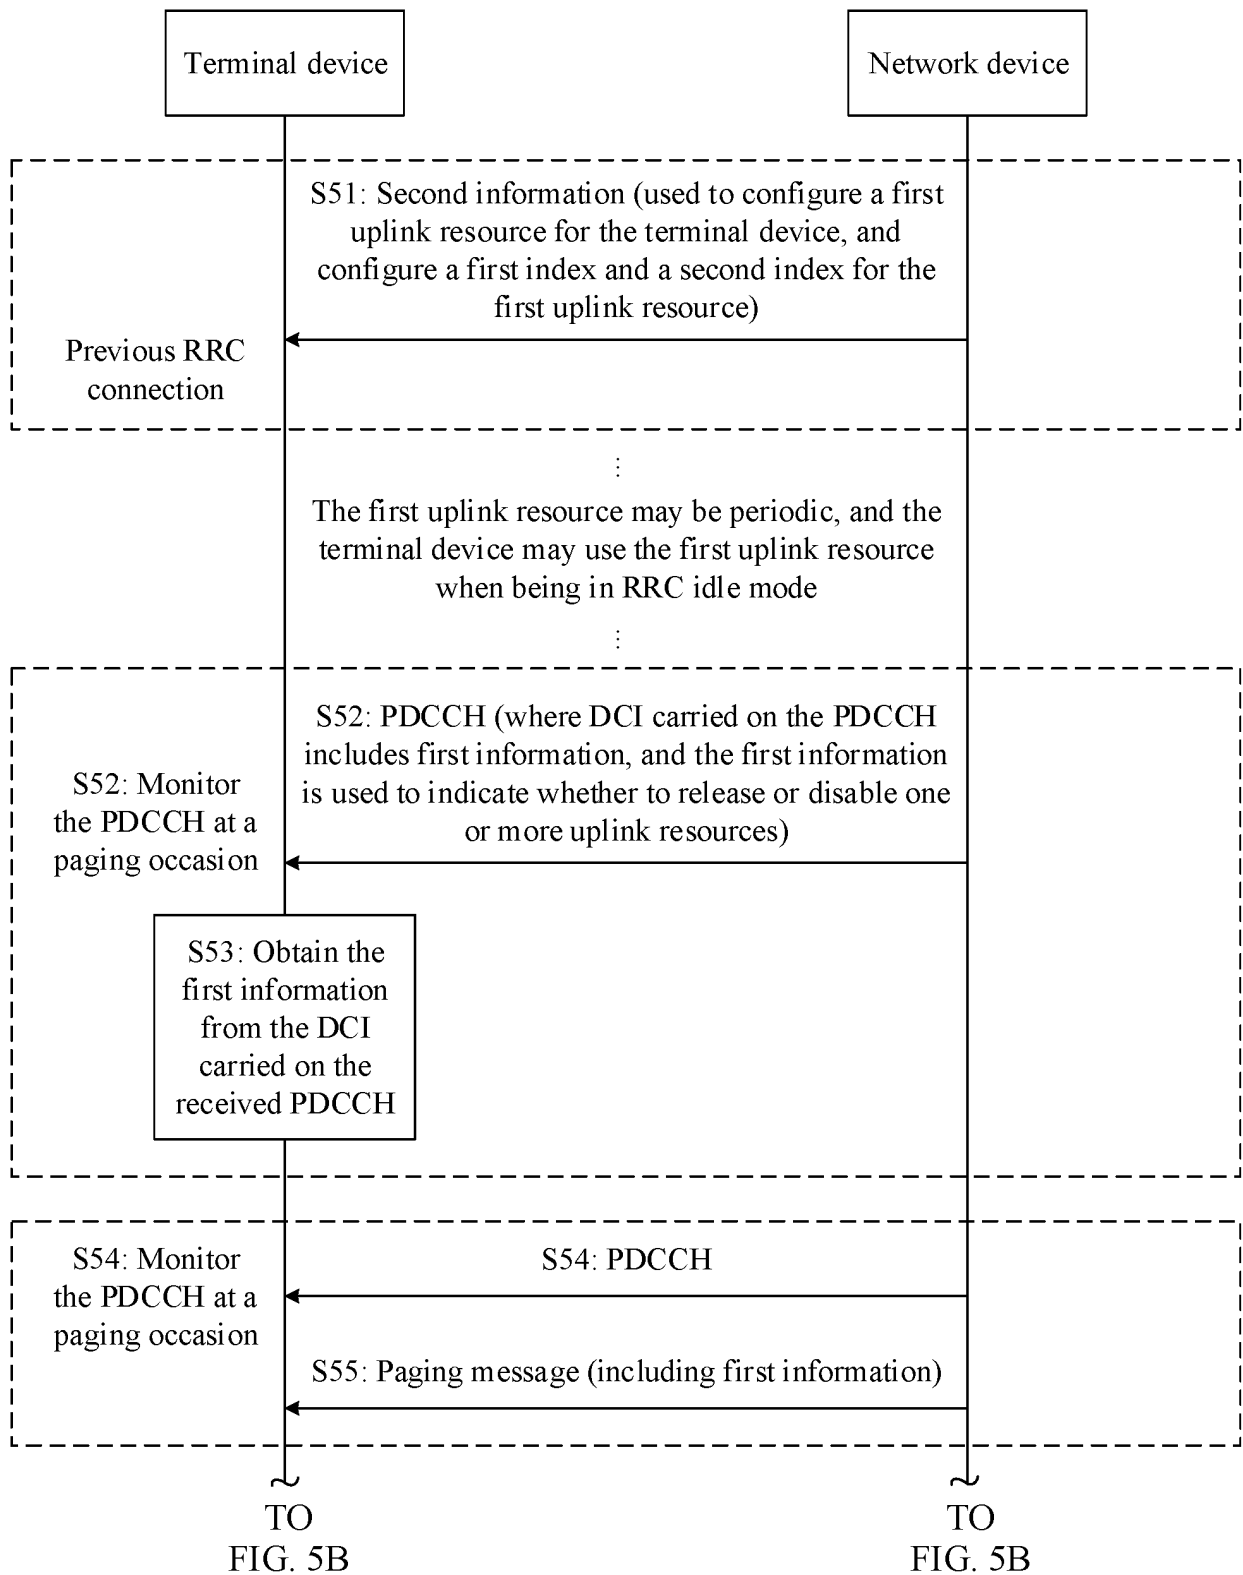 Terminal device
Network device
S51: Second information (used to configure a first
uplink resource for the terminal device, and
configure a first index and a second index for the
first uplink resource)
Previous RRC
connection
The first uplink resource may be periodic, and the
terminal device may use the first uplink resource
when being in RRC idle mode
S52: PDCCH (where DCI carried on the PDCCH
includes first information, and the first information
is used to indicate whether to release or disable one
or more uplink resources)
S52: Monitor
the PDCCH at a
paging occasion
S53: Obtain the
first information
from the DCI
carried on the
received PDCCH
S54: Monitor
the PDCCH at a
paging occasion
S54: PDCCH
S55: Paging message (including first information)
TO
FIG. 5B
TO
FIG. 5B